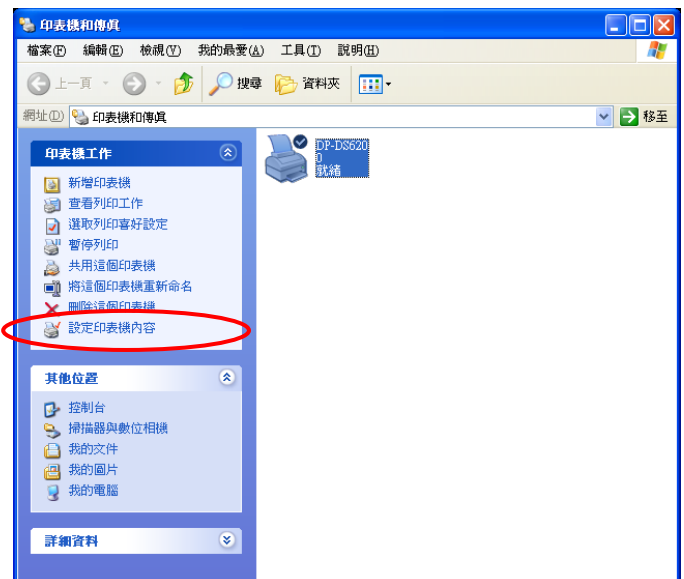 印表機和傳真
檔案(F) 編輯(E) 檢視(V) 我的最愛(A) 工具(T) 說明(H)
上一頁 搜尋 資料夾
網址(D) 印表機和傳真 移至
印表機工作
新增印表機
查看列印工作
選取列印喜好設定
暫停列印
共用這個印表機
將這個印表機重新命名
刪除這個印表機
設定印表機內容
其他位置
控制台
掃描器與數位相機
我的文件
我的圖片
我的電腦
詳細資料
DP-DS620
0
就緒